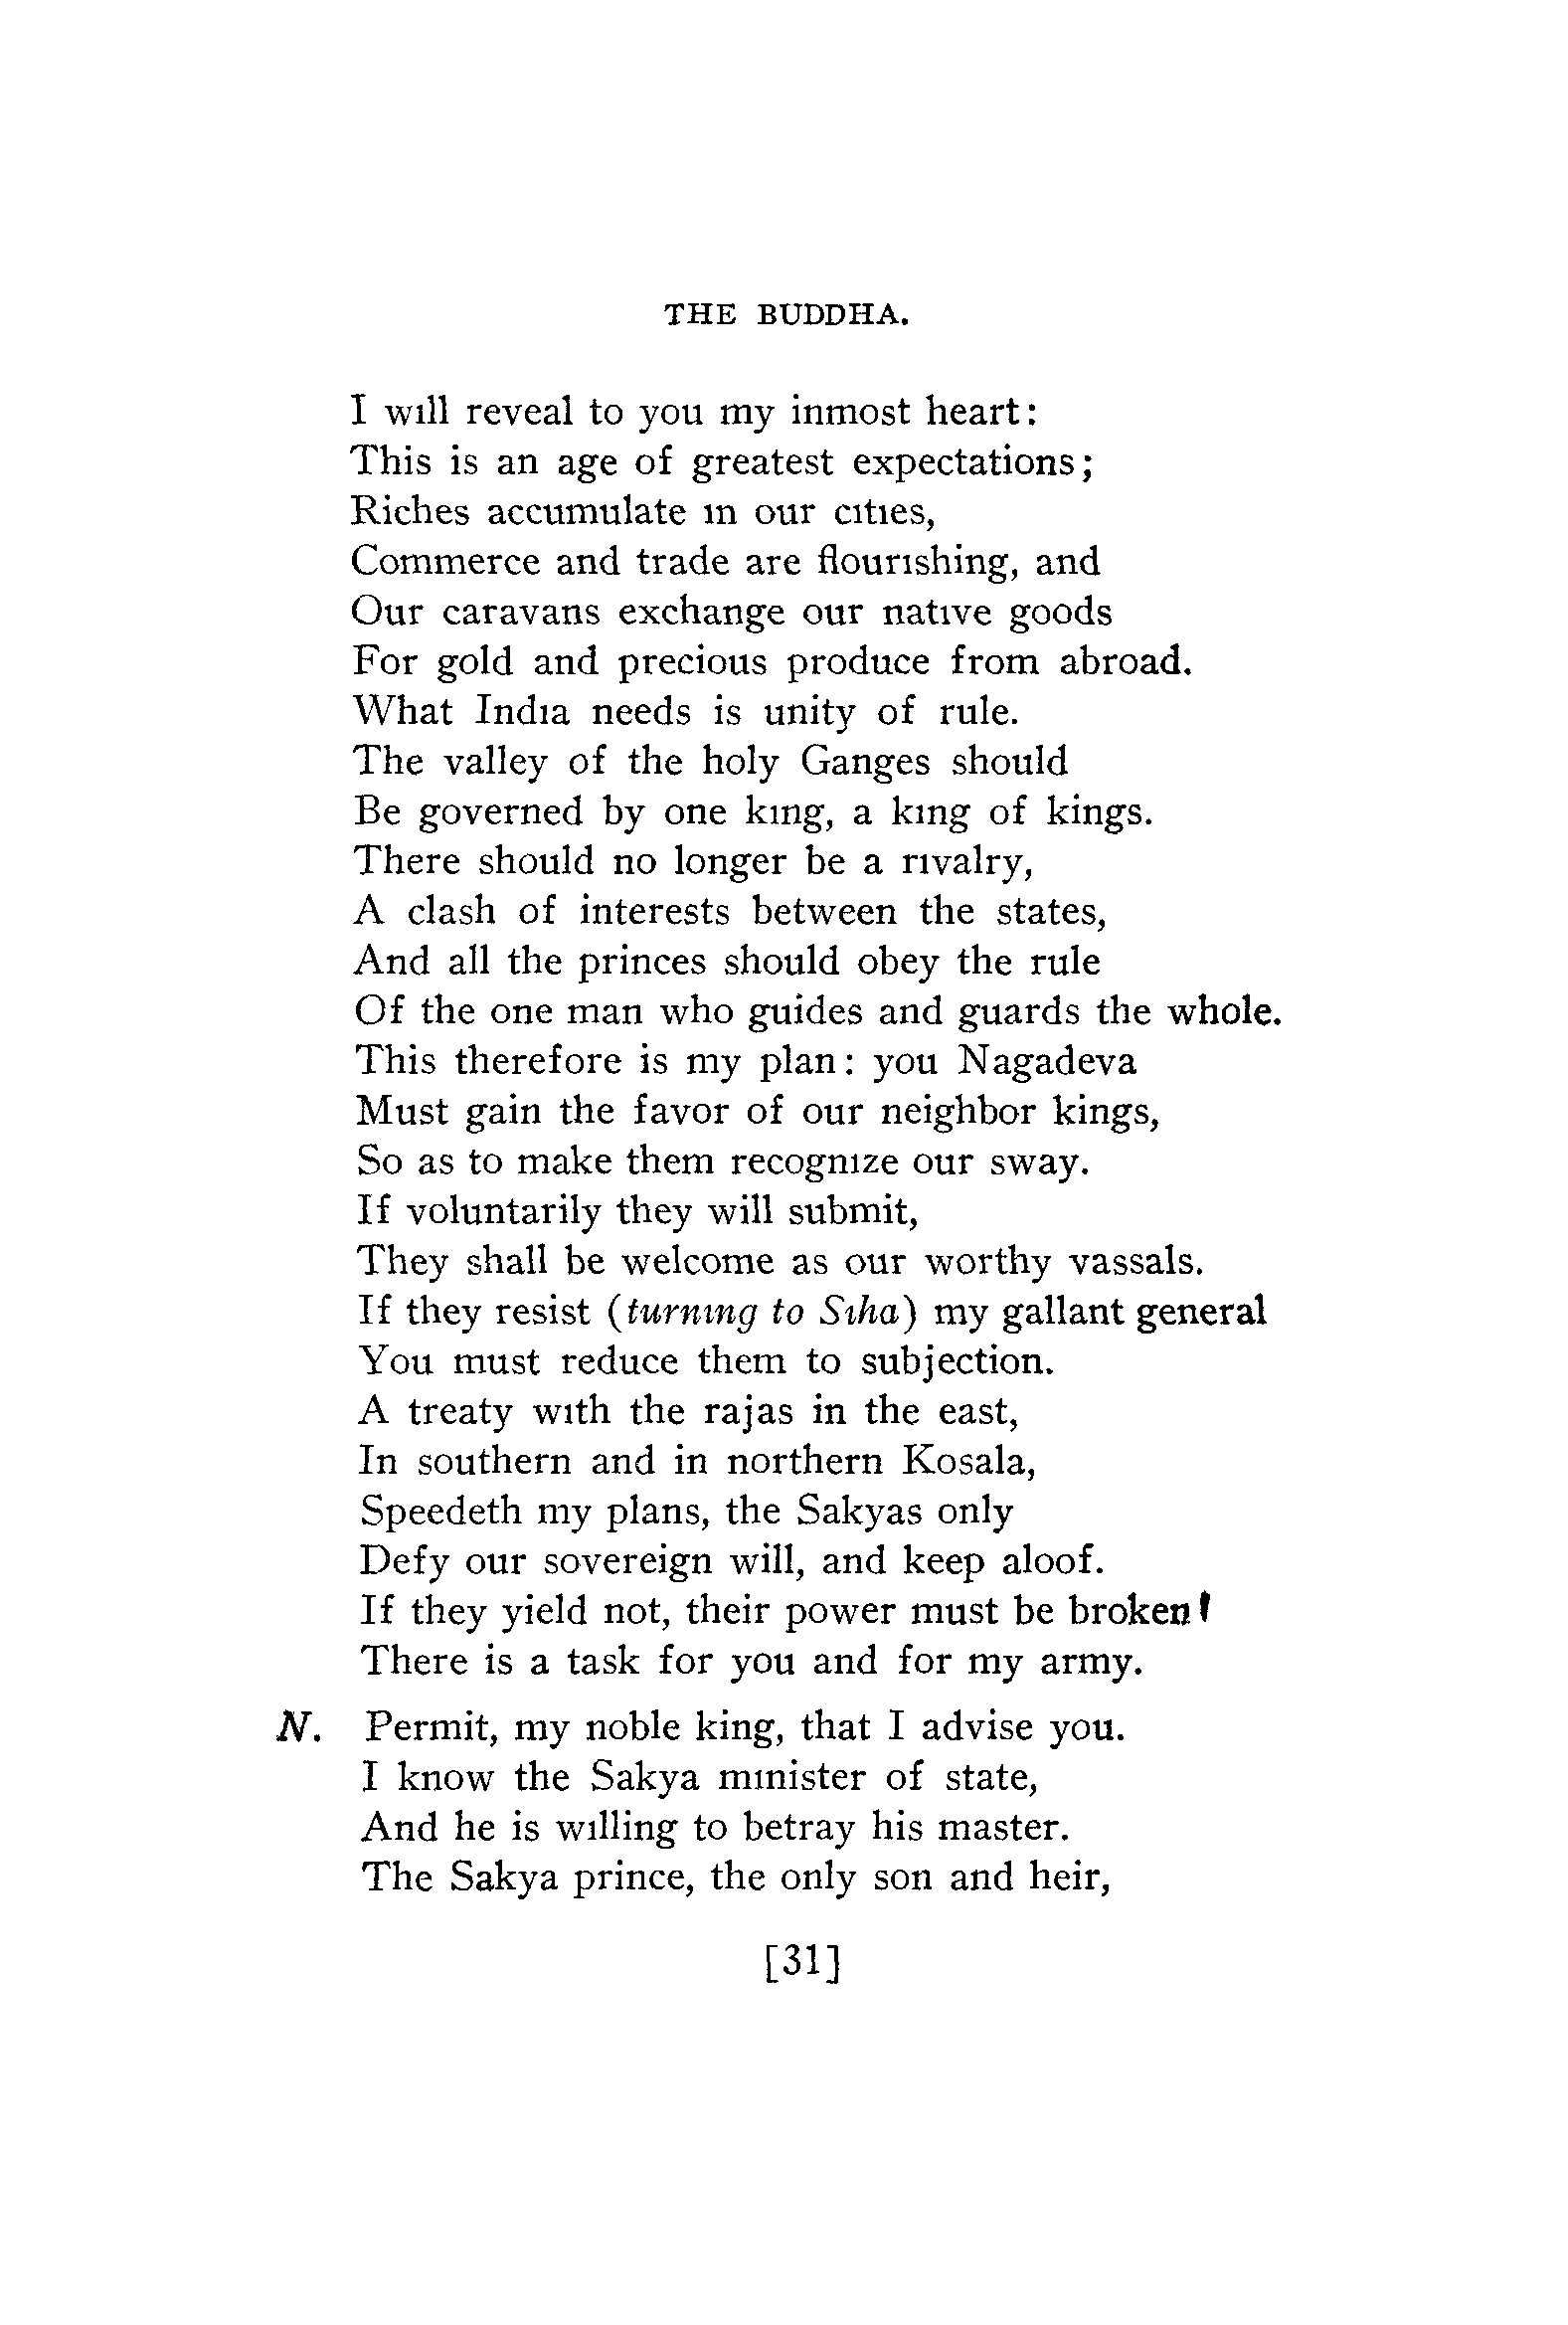 THE BUDDHA.
I will reveal to you my inmost heart:
This is an age of greatest expectations;
Riches accumulate in our cities,
Commerce and trade are flourishing, and
Our caravans exchange our native goods
For gold and precious produce from abroad.
What India needs is unity of rule.
The valley of the holy Ganges should
Be governed by one king, a king of kings.
There should no longer be a rivalry,
A clash of interests between the states,
And all the princes should obey the rule
Of the one man who guides and guards the whole.
This therefore is my plan: you Nagadeva
Must gain the favor of our neighbor kings,
So as to make them recognize our sway.
If voluntarily they will submit,
They shall be welcome as our worthy vassals.
If they resist (turning to Siha) my gallant general
You must reduce them to subjection.
A treaty with the rajas in the east,
In southern and in northern Kosala,
Speedeth my plans, the Sakyas only
Defy our sovereign will, and keep aloof.
If they yield not, their power must be broken!
There is a task for you and for my army.
N. Permit, my noble king, that I advise you.
I know the Sakya minister of state,
And he is willing to betray his master.
The Sakya prince, the only son and heir,
[31]